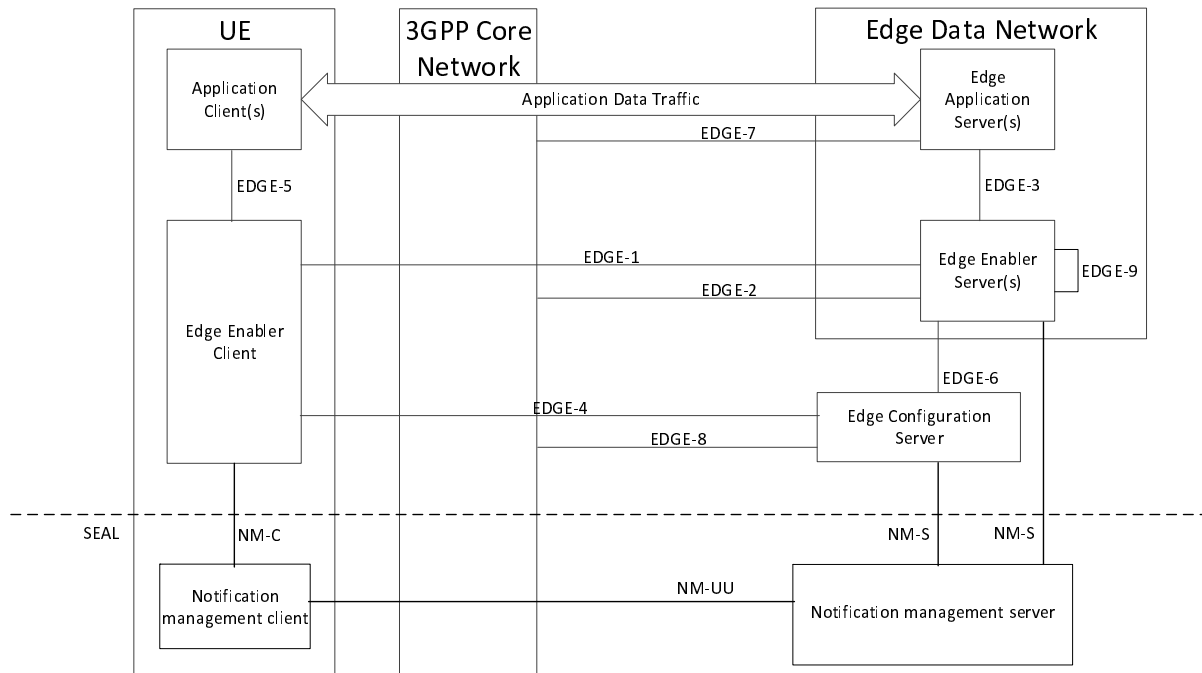 UE
3GPP Core
Network
Edge Data Network
Application
Client(s)
Application Data Traffic
Edge
Application
Server(s)
EDGE-7
EDGE-5
EDGE-3
EDGE-1
Edge Enabler
Server(s)
EDGE-9
EDGE-2
Edge Enabler
Client
EDGE-6
EDGE-4
Edge Configuration
Server
EDGE-8
SEAL
NM-C
NM-S
NM-S
Notification
management client
NM-UU
Notification management server